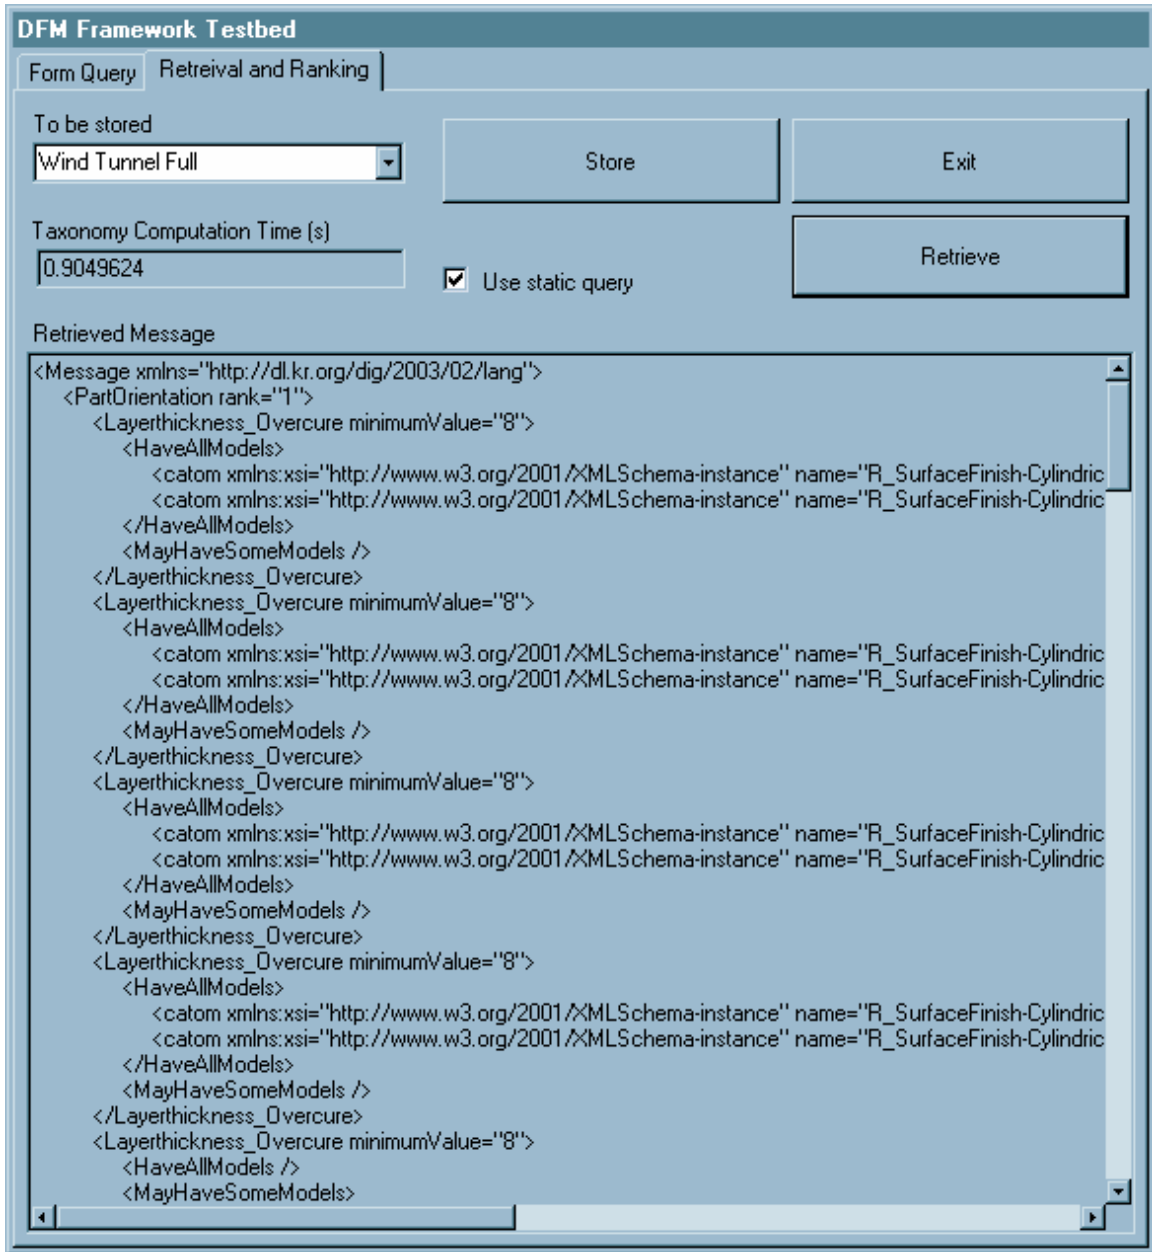 DFM Framework Testbed
Form Query
Retreival and Ranking
To be stored
Wind Tunnel Full
Store
Exit
Taxonomy Computation Time (s)
0.9049624
Use static query
Retrieve
Retrieved Message
<Message xmlns="http://dl.kr.org/dig/2003/02/lang">
<PartOrientation rank="1">
<Layerthickness_Overcure minimumValue="8">
<HaveAllModels>
<catom xmlns:xsi="http://www.w3.org/2001/XMLSchema-instance" name="R_SurfaceFinish-Cylindric
<catom xmlns:xsi="http://www.w3.org/2001/XMLSchema-instance" name="R_SurfaceFinish-Cylindric
</HaveAllModels>
<MayHaveSomeModels />
</Layerthickness_Overcure>
<Layerthickness_Overcure minimumValue="8">
<HaveAllModels>
<catom xmlns:xsi="http://www.w3.org/2001/XMLSchema-instance" name="R_SurfaceFinish-Cylindric
<catom xmlns:xsi="http://www.w3.org/2001/XMLSchema-instance" name="R_SurfaceFinish-Cylindric
</HaveAllModels>
<MayHaveSomeModels />
</Layerthickness_Overcure>
<Layerthickness_Overcure minimumValue="8">
<HaveAllModels>
<catom xmlns:xsi="http://www.w3.org/2001/XMLSchema-instance" name="R_SurfaceFinish-Cylindric
<catom xmlns:xsi="http://www.w3.org/2001/XMLSchema-instance" name="R_SurfaceFinish-Cylindric
</HaveAllModels>
<MayHaveSomeModels />
</Layerthickness_Overcure>
<Layerthickness_Overcure minimumValue="8">
<HaveAllModels>
<catom xmlns:xsi="http://www.w3.org/2001/XMLSchema-instance" name="R_SurfaceFinish-Cylindric
<catom xmlns:xsi="http://www.w3.org/2001/XMLSchema-instance" name="R_SurfaceFinish-Cylindric
</HaveAllModels>
<MayHaveSomeModels />
</Layerthickness_Overcure>
<Layerthickness_Overcure minimumValue="8">
<HaveAllModels />
<MayHaveSomeModels>